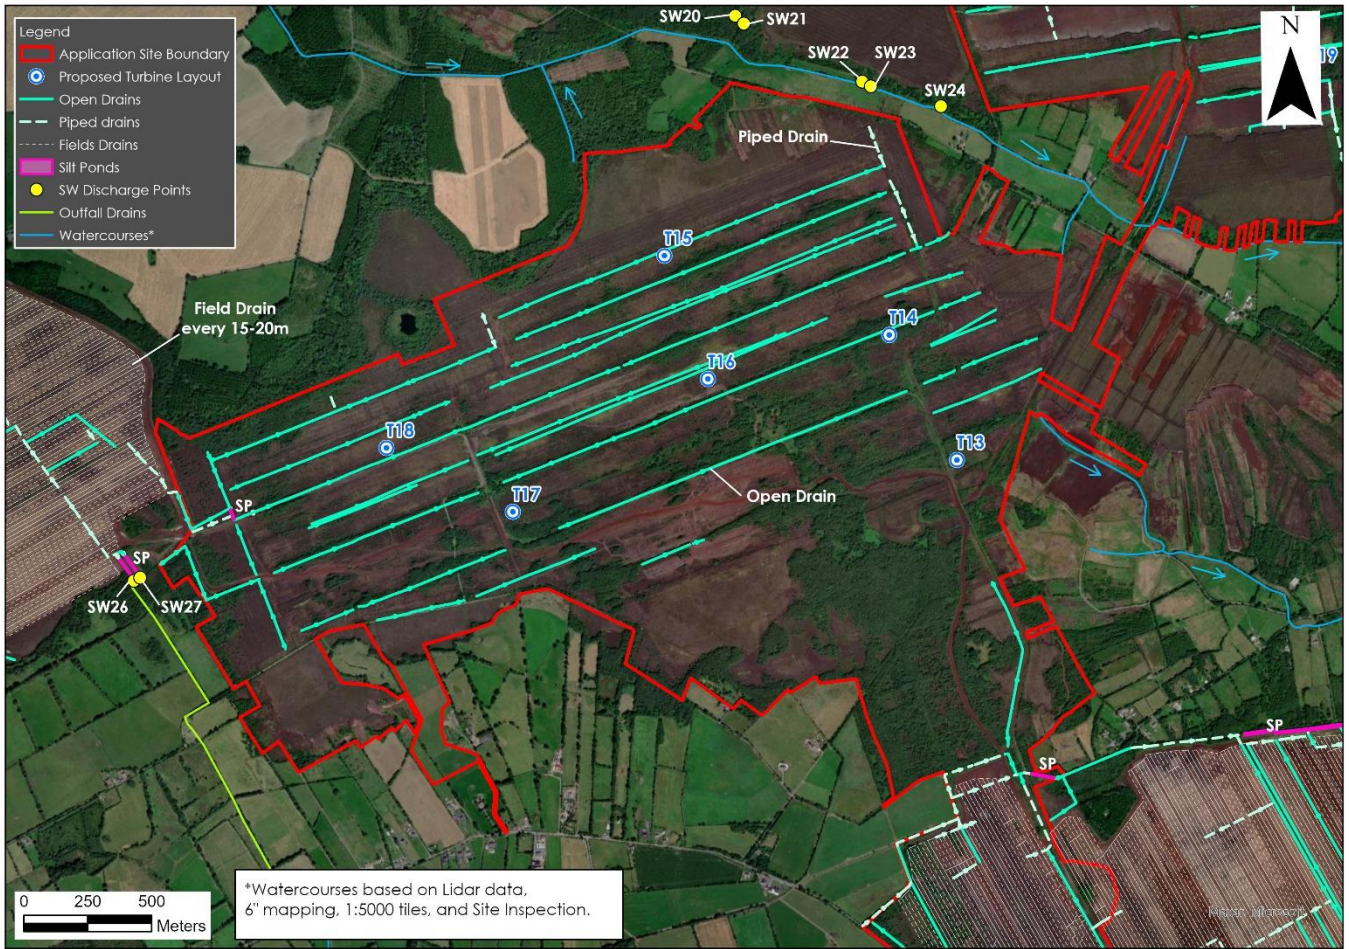 Legend
Application Site Boundary
Proposed Turbine Layout
Open Drains
Piped drains
Fields Drains
Silt Ponds
SW Discharge Points
Outfall Drains
Watercourses*
SW20
SW21
SW22
SW23
SW24
N
19
Piped Drain
T15
Field Drain
every 15-20m
T14
T16
T18
T13
T17
Open Drain
SP
SP
SW26
SW27
SP
SP
0 250 500
Meters
*Watercourses based on Lidar data,
6" mapping, 1:5000 tiles, and Site Inspection.